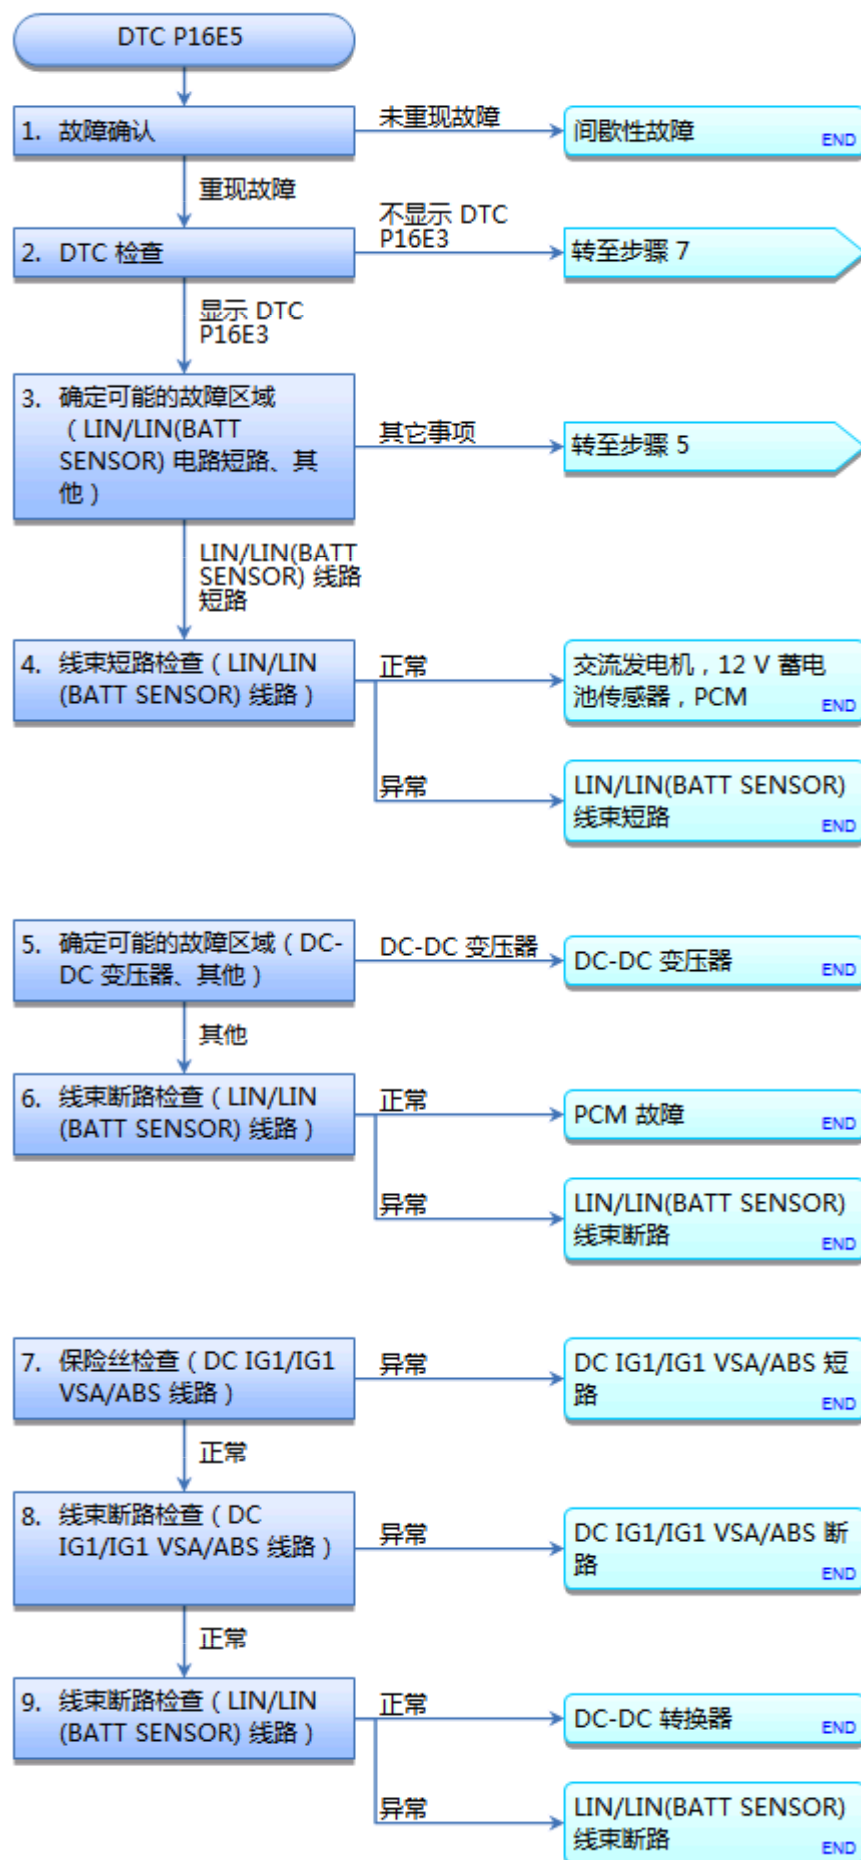 DTC P16E5
1. 故障确认
未重现故障
间歇性故障
END
重现故障
2. DTC 检查
不显示 DTC
P16E3
转至步骤 7
显示 DTC
P16E3
3. 确定可能的故障区域
（LIN/LIN(BATT
SENSOR) 电路短路、其
他）
其它事项
转至步骤 5
LIN/LIN(BATT
SENSOR) 线路
短路
4. 线束短路检查（LIN/LIN
(BATT SENSOR) 线路）
正常
交流发电机，12 V 蓄电
池传感器，PCM
END
异常
LIN/LIN(BATT SENSOR)
线束短路
END
5. 确定可能的故障区域（DC-
DC 变压器、其他）
DC-DC 变压器
DC-DC 变压器
END
其他
6. 线束断路检查（LIN/LIN
(BATT SENSOR) 线路）
正常
PCM 故障
END
异常
LIN/LIN(BATT SENSOR)
线束断路
END
7. 保险丝检查（DC IG1/IG1
VSA/ABS 线路）
异常
DC IG1/IG1 VSA/ABS 短
路
END
正常
8. 线束断路检查（DC
IG1/IG1 VSA/ABS 线路）
异常
DC IG1/IG1 VSA/ABS 断
路
END
正常
9. 线束断路检查（LIN/LIN
(BATT SENSOR) 线路）
正常
DC-DC 转换器
END
异常
LIN/LIN(BATT SENSOR)
线束断路
END